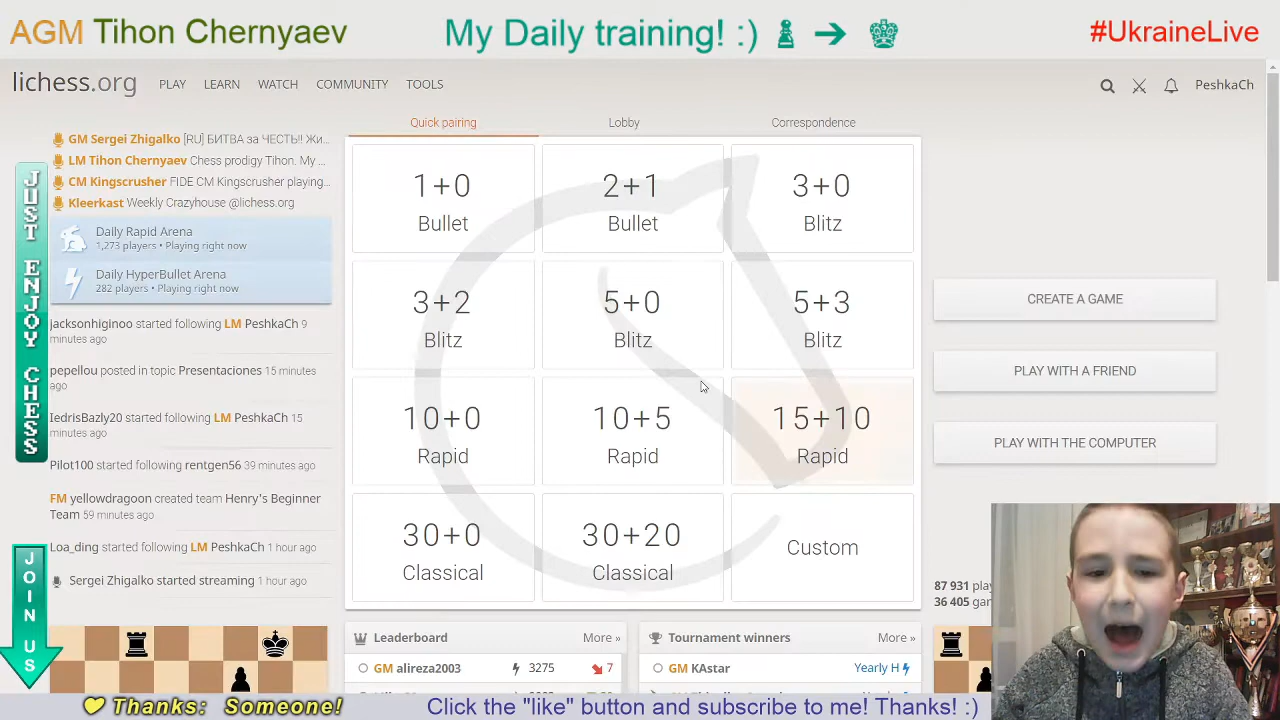 AGM Tihon Chernyaev
My Daily training! :)
#UkraineLive
lichess.org
PLAY
LEARN
WATCH
COMMUNITY
TOOLS
PeshkaCh
JUST ENJOY CHESS
JOIN US
GM Sergei Zhigalko [RU] БИТВА за ЧЕСТЬ!! Жи...
LM Tihon Chernyaev Chess prodigy Tihon. My ...
CM Kingscrusher FIDE CM Kingscrusher playing...
Kleerkast Weekly Crazyhouse @lichess.org
Daily Rapid Arena
1,273 players • Playing right now
Daily HyperBullet Arena
282 players • Playing right now
jacksonhiginoo started following LM PeshkaCh 9
minutes ago
pepellou posted in topic Presentaciones 15 minutes
ago
IedrisBazly20 started following LM PeshkaCh 15
minutes ago
Pilot100 started following rentgen56 39 minutes ago
FM yellowdragoon created team Henry's Beginner
Team 59 minutes ago
Loa_ding started following LM PeshkaCh 1 hour ago
Sergei Zhigalko started streaming 1 hour ago
Quick pairing
Lobby
Correspondence
1+0
Bullet
2+1
Bullet
3+0
Blitz
3+2
Blitz
5+0
Blitz
5+3
Blitz
10+0
Rapid
10+5
Rapid
15+10
Rapid
30+0
Classical
30+20
Classical
Custom
CREATE A GAME
PLAY WITH A FRIEND
PLAY WITH THE COMPUTER
87 931
36 405
Leaderboard
More »
GM alireza2003 3275 7
Tournament winners
More »
GM KAstar Yearly H
Thanks: Someone!
Click the "like" button and subscribe to me! Thanks! :)